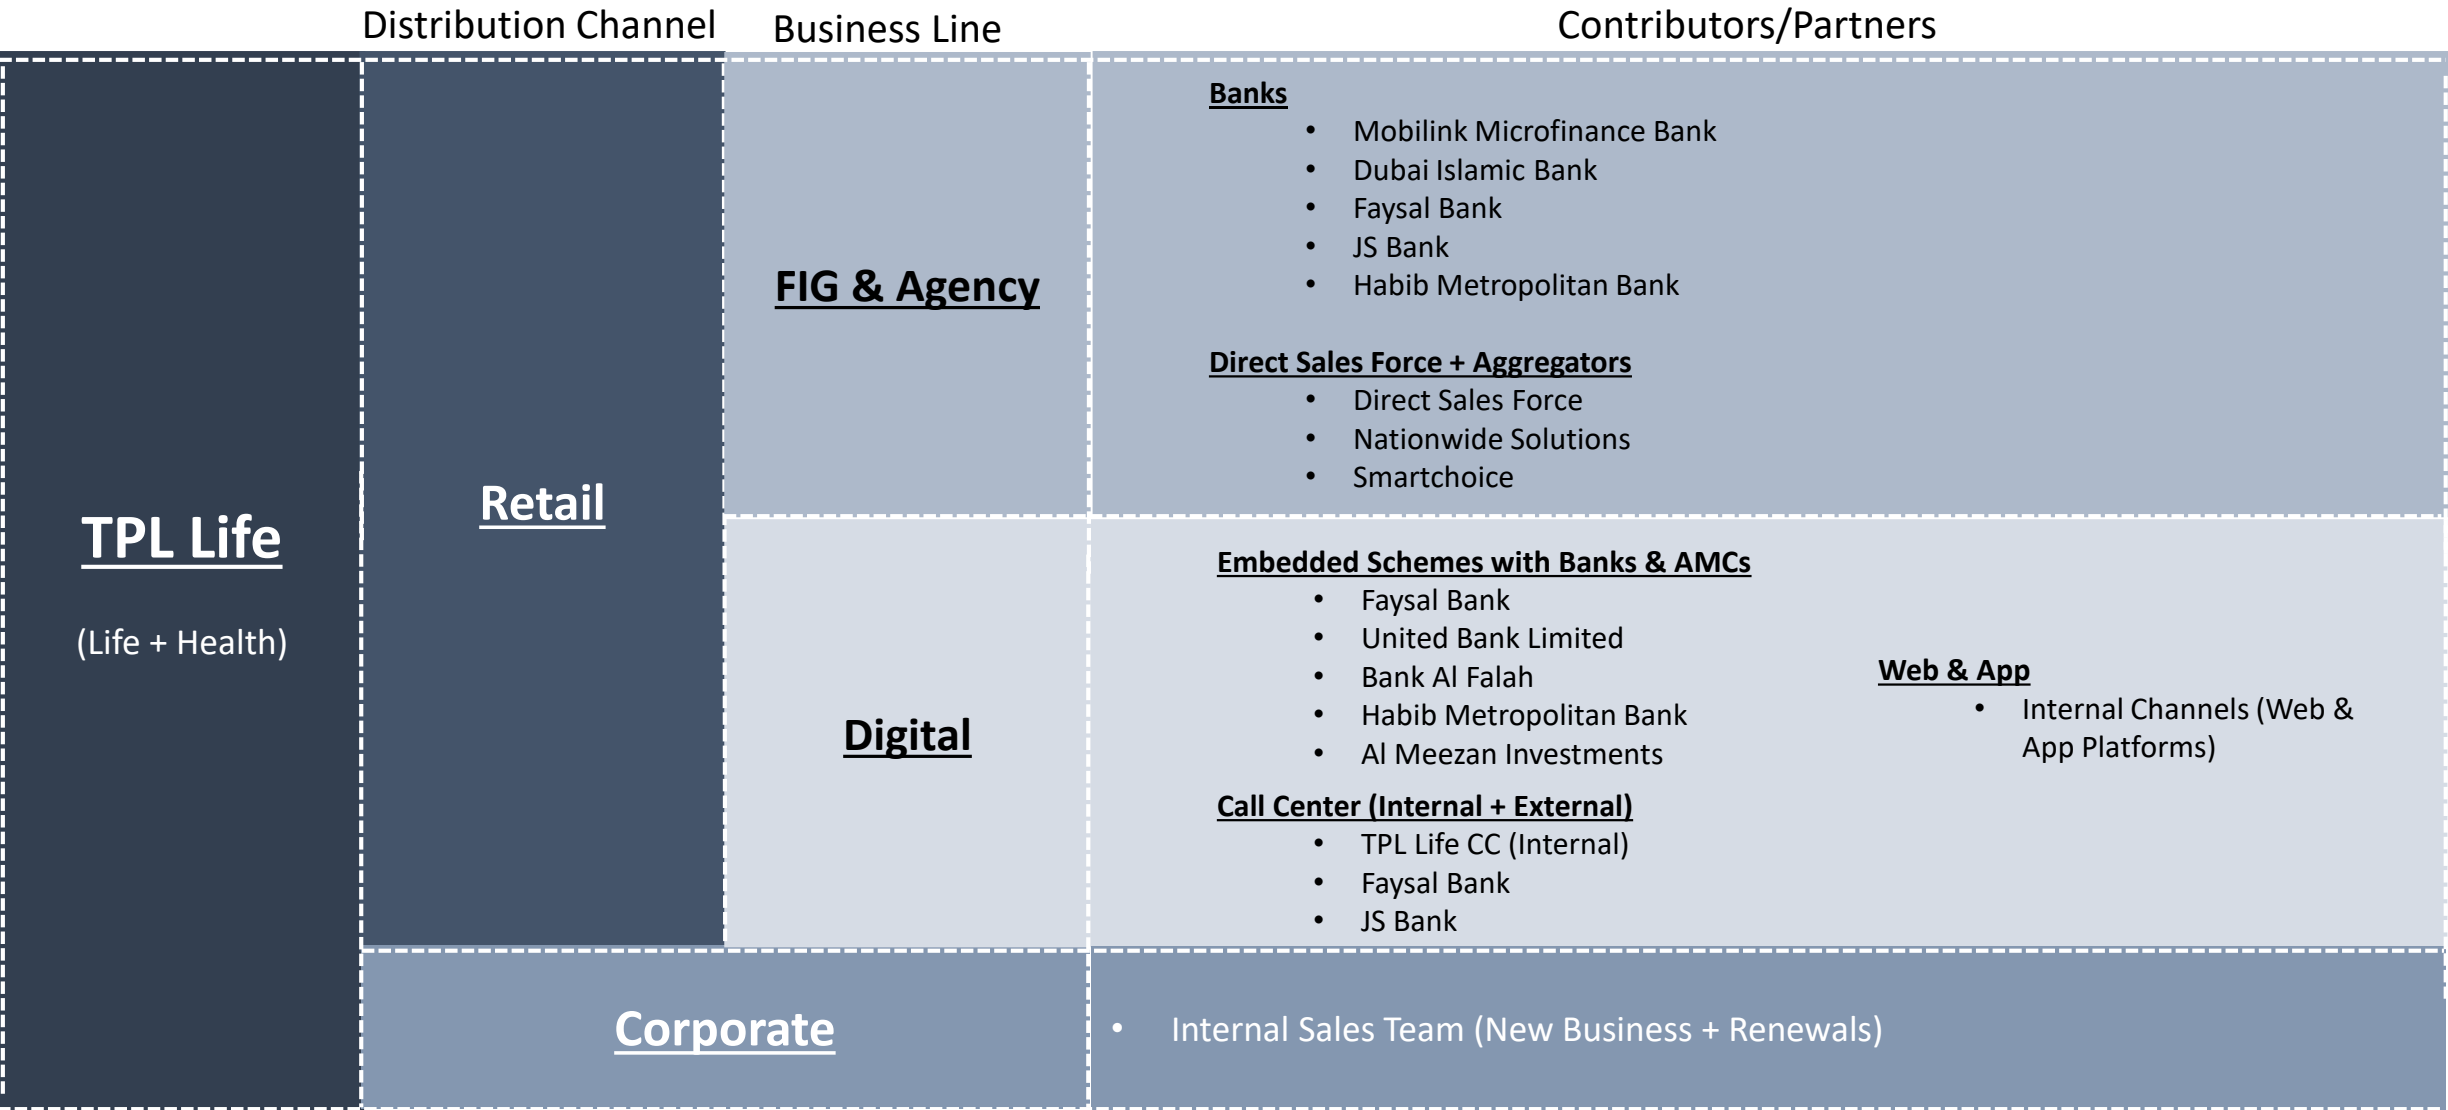 Distribution Channel
Business Line
Contributors/Partners
TPL Life
(Life + Health)
Retail
FIG & Agency
Banks
• Mobilink Microfinance Bank
• Dubai Islamic Bank
• Faysal Bank
• JS Bank
• Habib Metropolitan Bank
Direct Sales Force + Aggregators
• Direct Sales Force
• Nationwide Solutions
• Smartchoice
Digital
Embedded Schemes with Banks & AMCs
• Faysal Bank
• United Bank Limited
• Bank Al Falah
• Habib Metropolitan Bank
• Al Meezan Investments
Call Center (Internal + External)
• TPL Life CC (Internal)
• Faysal Bank
• JS Bank
Web & App
• Internal Channels (Web &
App Platforms)
Corporate
• Internal Sales Team (New Business + Renewals)